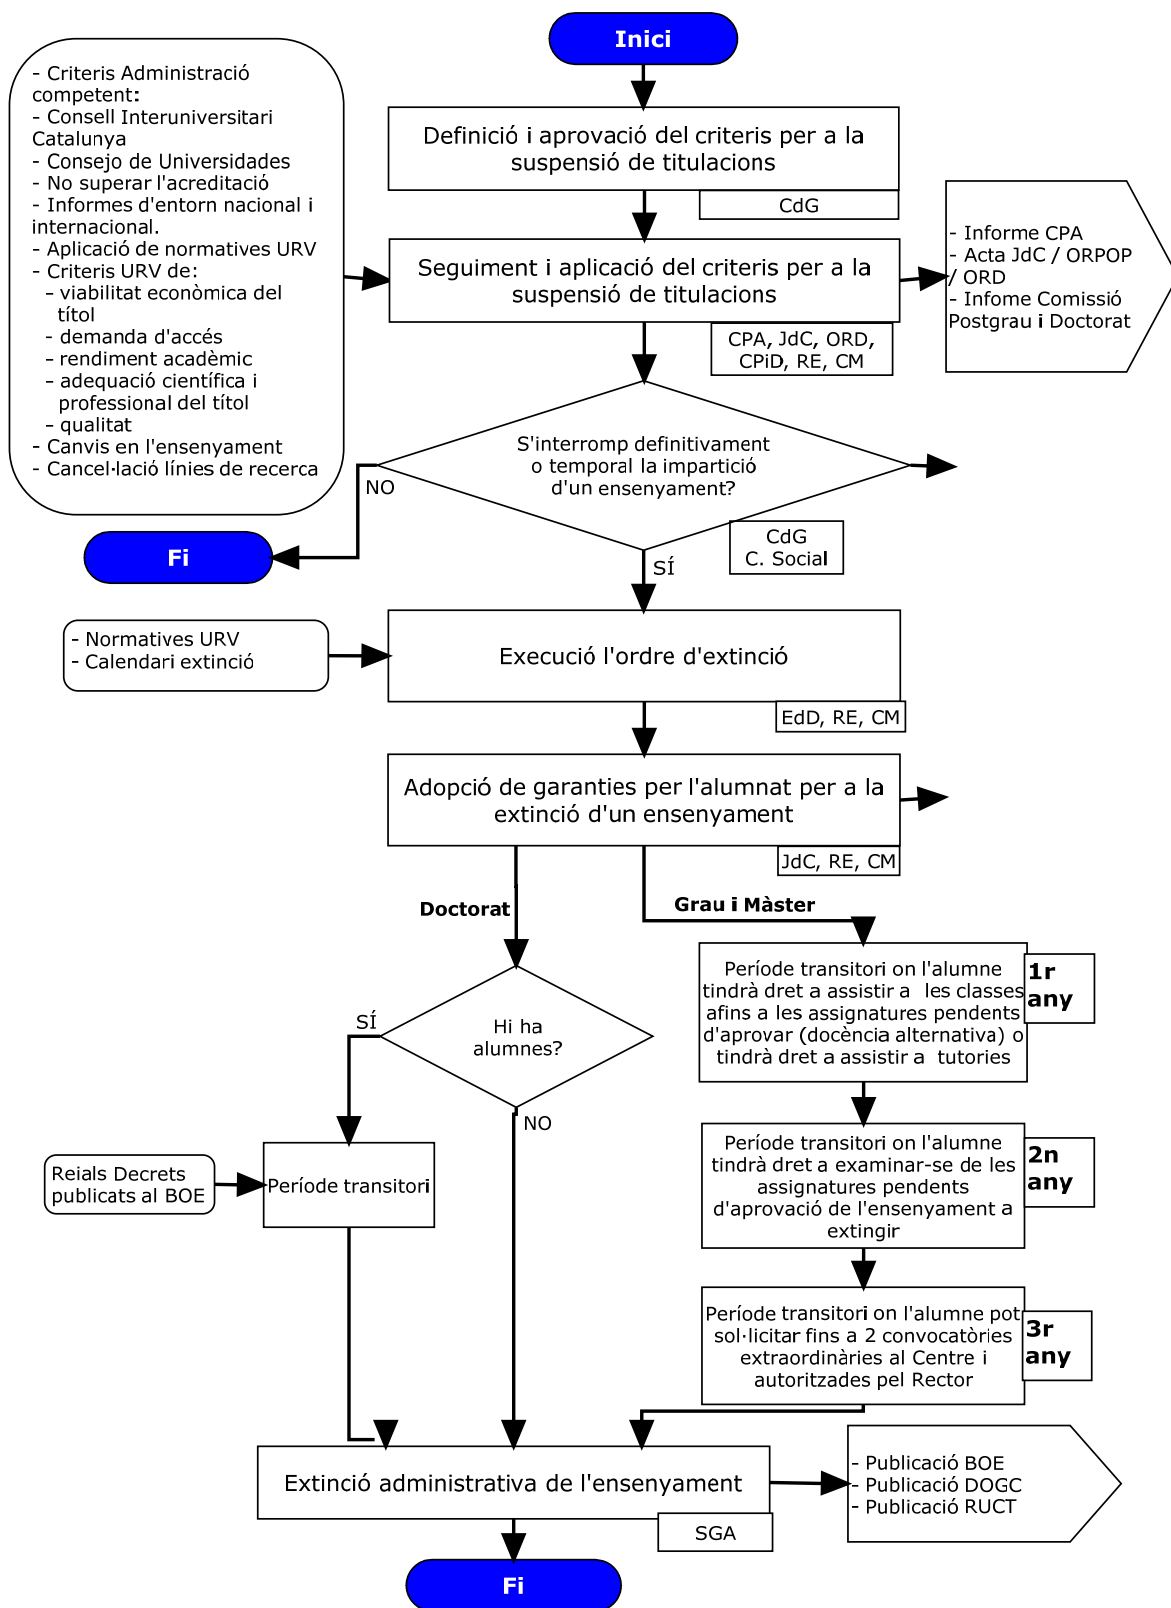 Inici
- Criteris Administració
competent:
- Consell Interuniversitari
Catalunya
- Consejo de Universidades
- No superar l'acreditació
- Informes d'entorn nacional i
internacional.
- Aplicació de normatives URV
- Criteris URV de:
- viabilitat econòmica del
títol
- demanda d'accés
- rendiment acadèmic
- adequació científica i
professional del títol
- qualitat
- Canvis en l'ensenyament
- Cancel·lació línies de recerca
Definició i aprovació del criteris per a la
suspensió de titulacions
CdG
Seguiment i aplicació del criteris per a la
suspensió de titulacions
CPA, JdC, ORD,
CPiD, RE, CM
- Informe CPA
- Acta JdC / ORPOP
/ ORD
- Infome Comissió
Postgrau i Doctorat
S'interromp definitivament
o temporal la impartició
d'un ensenyament?
NO
CdG
C. Social
Fi
SÍ
- Normatives URV
- Calendari extinció
Execució l'ordre d'extinció
EdD, RE, CM
Adopció de garanties per l'alumnat per a la
extinció d'un ensenyament
JdC, RE, CM
Doctorat
Grau i Màster
Període transitori on l'alumne
tindrà dret a assistir a les classes
afins a les assignatures pendents
d'aprovar (docència alternativa) o
tindrà dret a assistir a tutories
1r
any
SÍ
Hi ha
alumnes?
NO
Període transitori on l'alumne
tindrà dret a examinar-se de les
assignatures pendents
d'aprovació de l'ensenyament a
extingir
2n
any
Reials Decrets
publicats al BOE
Període transitori
Període transitori on l'alumne pot
sol·licitar fins a 2 convocatòries
extraordinàries al Centre i
autoritzades pel Rector
3r
any
Extinció administrativa de l'ensenyament
SGA
- Publicació BOE
- Publicació DOGC
- Publicació RUCT
Fi